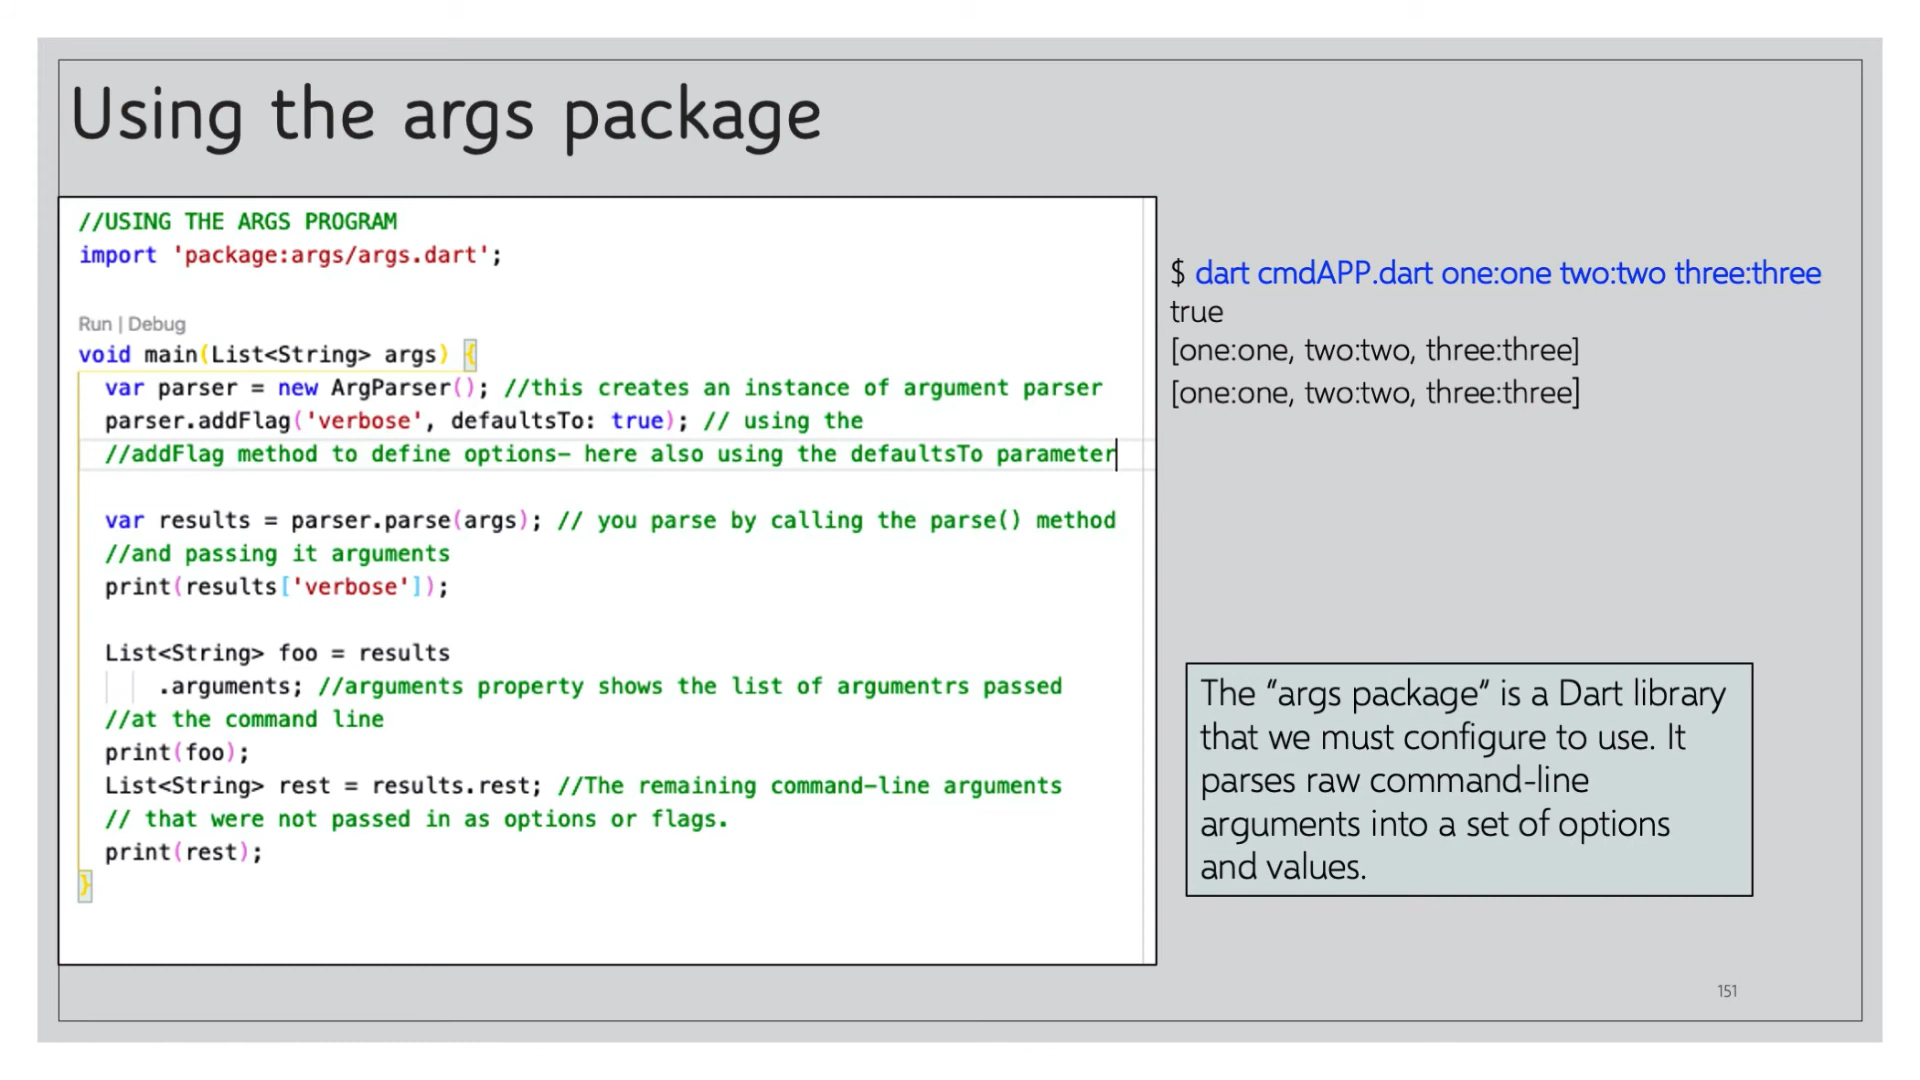 Using the args package
//USING THE ARGS PROGRAM
import 'package:args/args.dart';
Run | Debug
void main(List<String> args) {
var parser = new ArgParser(); //this creates an instance of argument parser
parser.addFlag('verbose', defaultsTo: true); // using the
//addFlag method to define options– here also using the defaultsTo parameter
var results = parser.parse(args); // you parse by calling the parse() method
//and passing it arguments
print(results['verbose']);
List<String> foo = results
.arguments; //arguments property shows the list of argumentrs passed
//at the command line
print(foo);
List<String> rest = results.rest; //The remaining command–line arguments
// that were not passed in as options or flags.
print(rest);
}
$ dart cmdAPP.dart one:one two:two three:three
true
[one:one, two:two, three:three]
[one:one, two:two, three:three]
The “args package” is a Dart library
that we must configure to use. It
parses raw command-line
arguments into a set of options
and values.
151